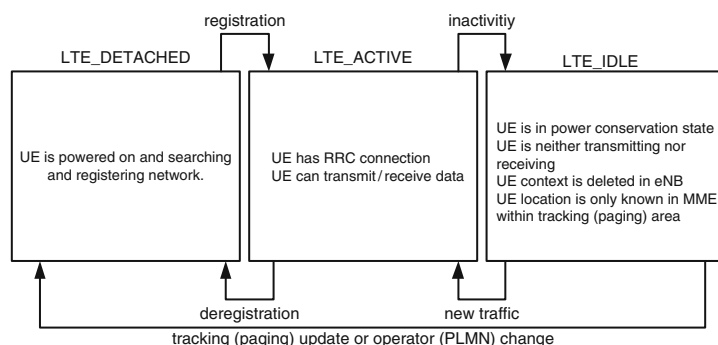 registration
inactivitiy
LTE_DETACHED
LTE_ACTIVE
LTE_IDLE
UE is powered on and searching
and registering network.
UE has RRC connection
UE can transmit/receive data
UE is in power conservation state
UE is neither transmitting nor
receiving
UE context is deleted in eNB
UE location is only known in MME
within tracking (paging) area
deregistration
new traffic
tracking (paging) update or operator (PLMN) change